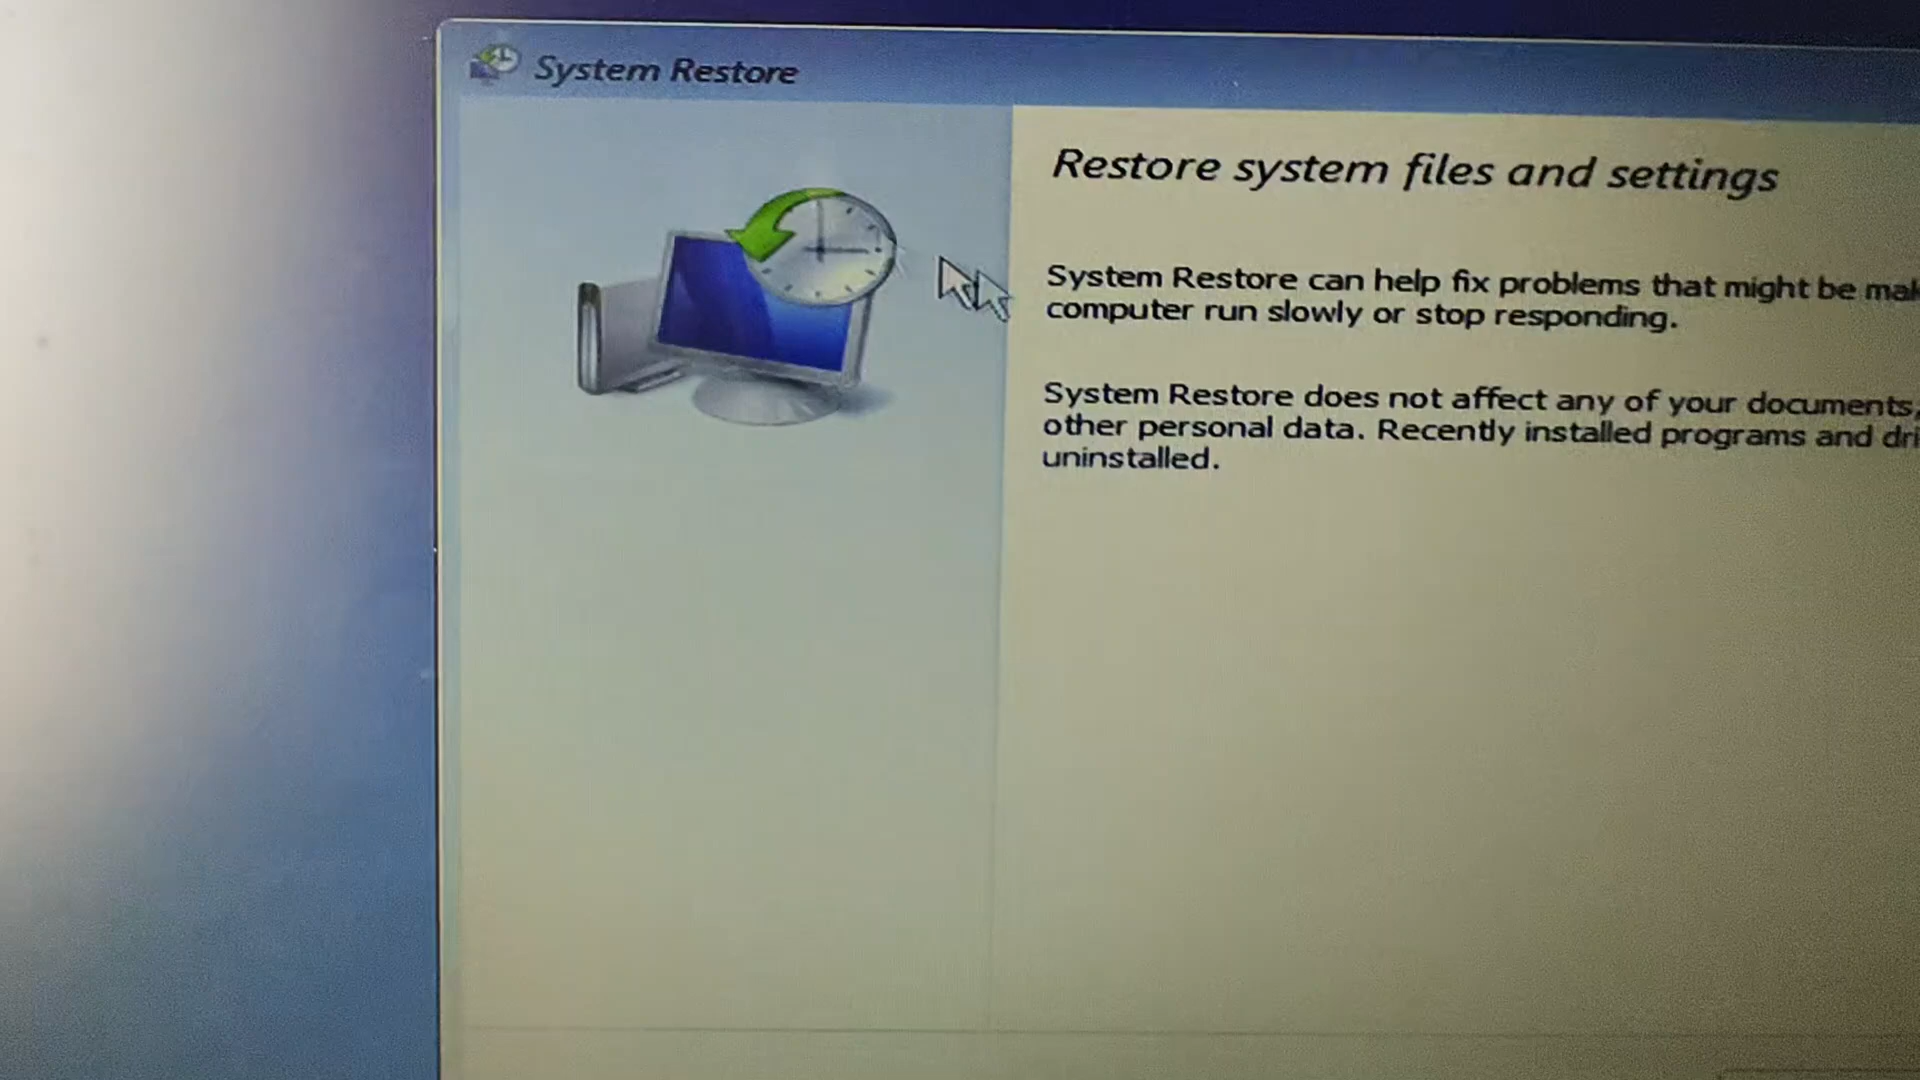 System Restore
Restore system files and settings
System Restore can help fix problems that might be
computer run slowly or stop responding.
System Restore does not affect any of your documents,
other personal data. Recently installed programs and
uninstalled.